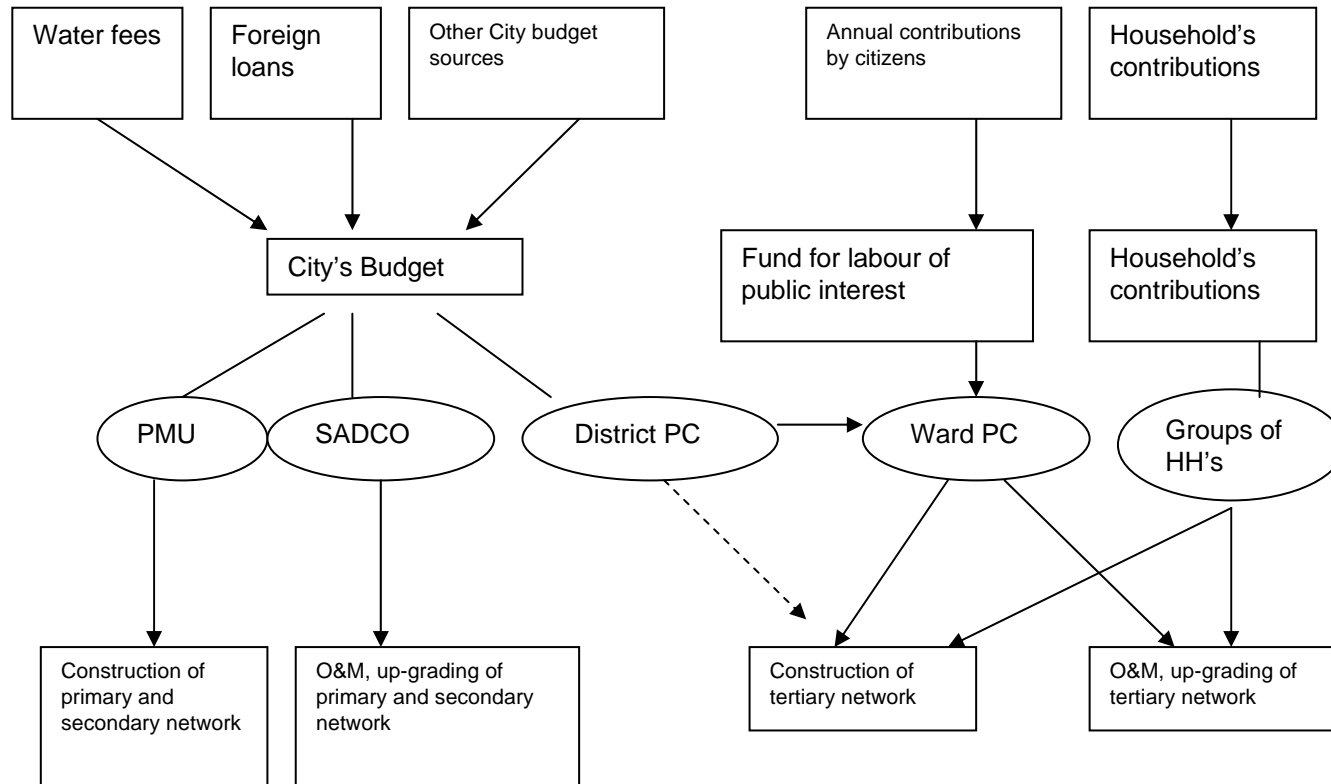 Water fees
Foreign
loans
Other City budget
sources
Annual contributions
by citizens
Household’s
contributions
City’s Budget
Fund for labour of
public interest
Household’s
contributions
PMU
SADCO
District PC
Ward PC
Groups of
HH’s
Construction of
primary and
secondary network
O&M, up-grading of
primary and secondary
network
Construction of
tertiary network
O&M, up-grading of
tertiary network